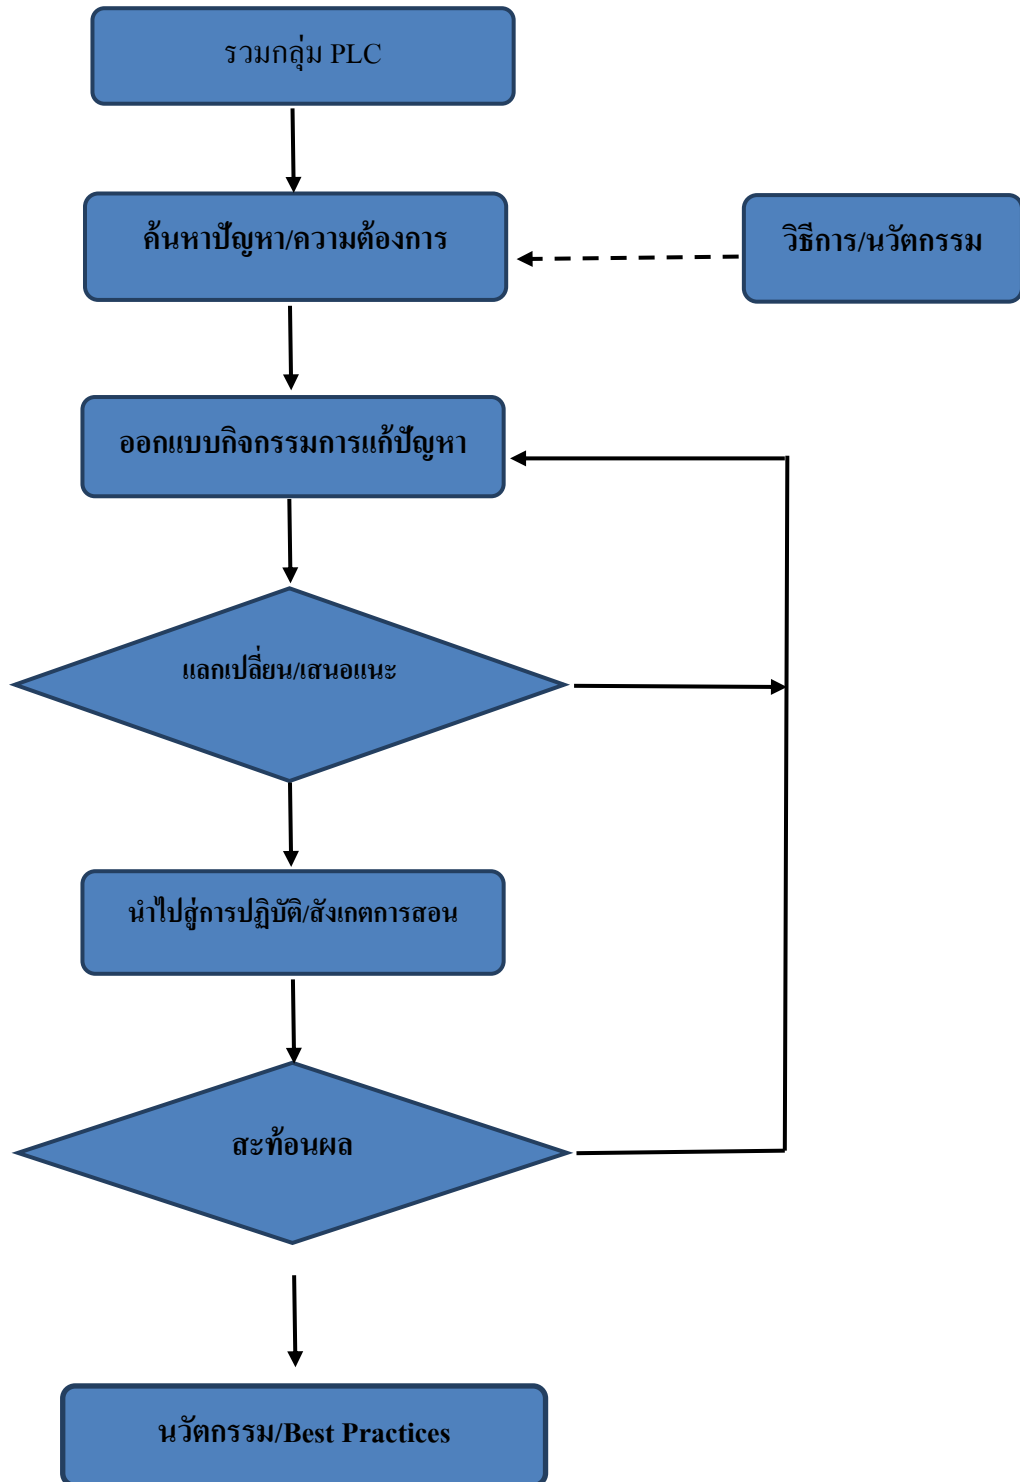 รวมกลุ่ม PLC
ค้นหาปัญหา/ความต้องการ
วิธีการ/นวัตกรรม
ออกแบบกิจกรรมการแก้ปัญหา
แลกเปลี่ยน/เสนอแนะ
นำไปสู่การปฏิบัติ/สังเกตการสอน
สะท้อนผล
นวัตกรรม/Best Practices